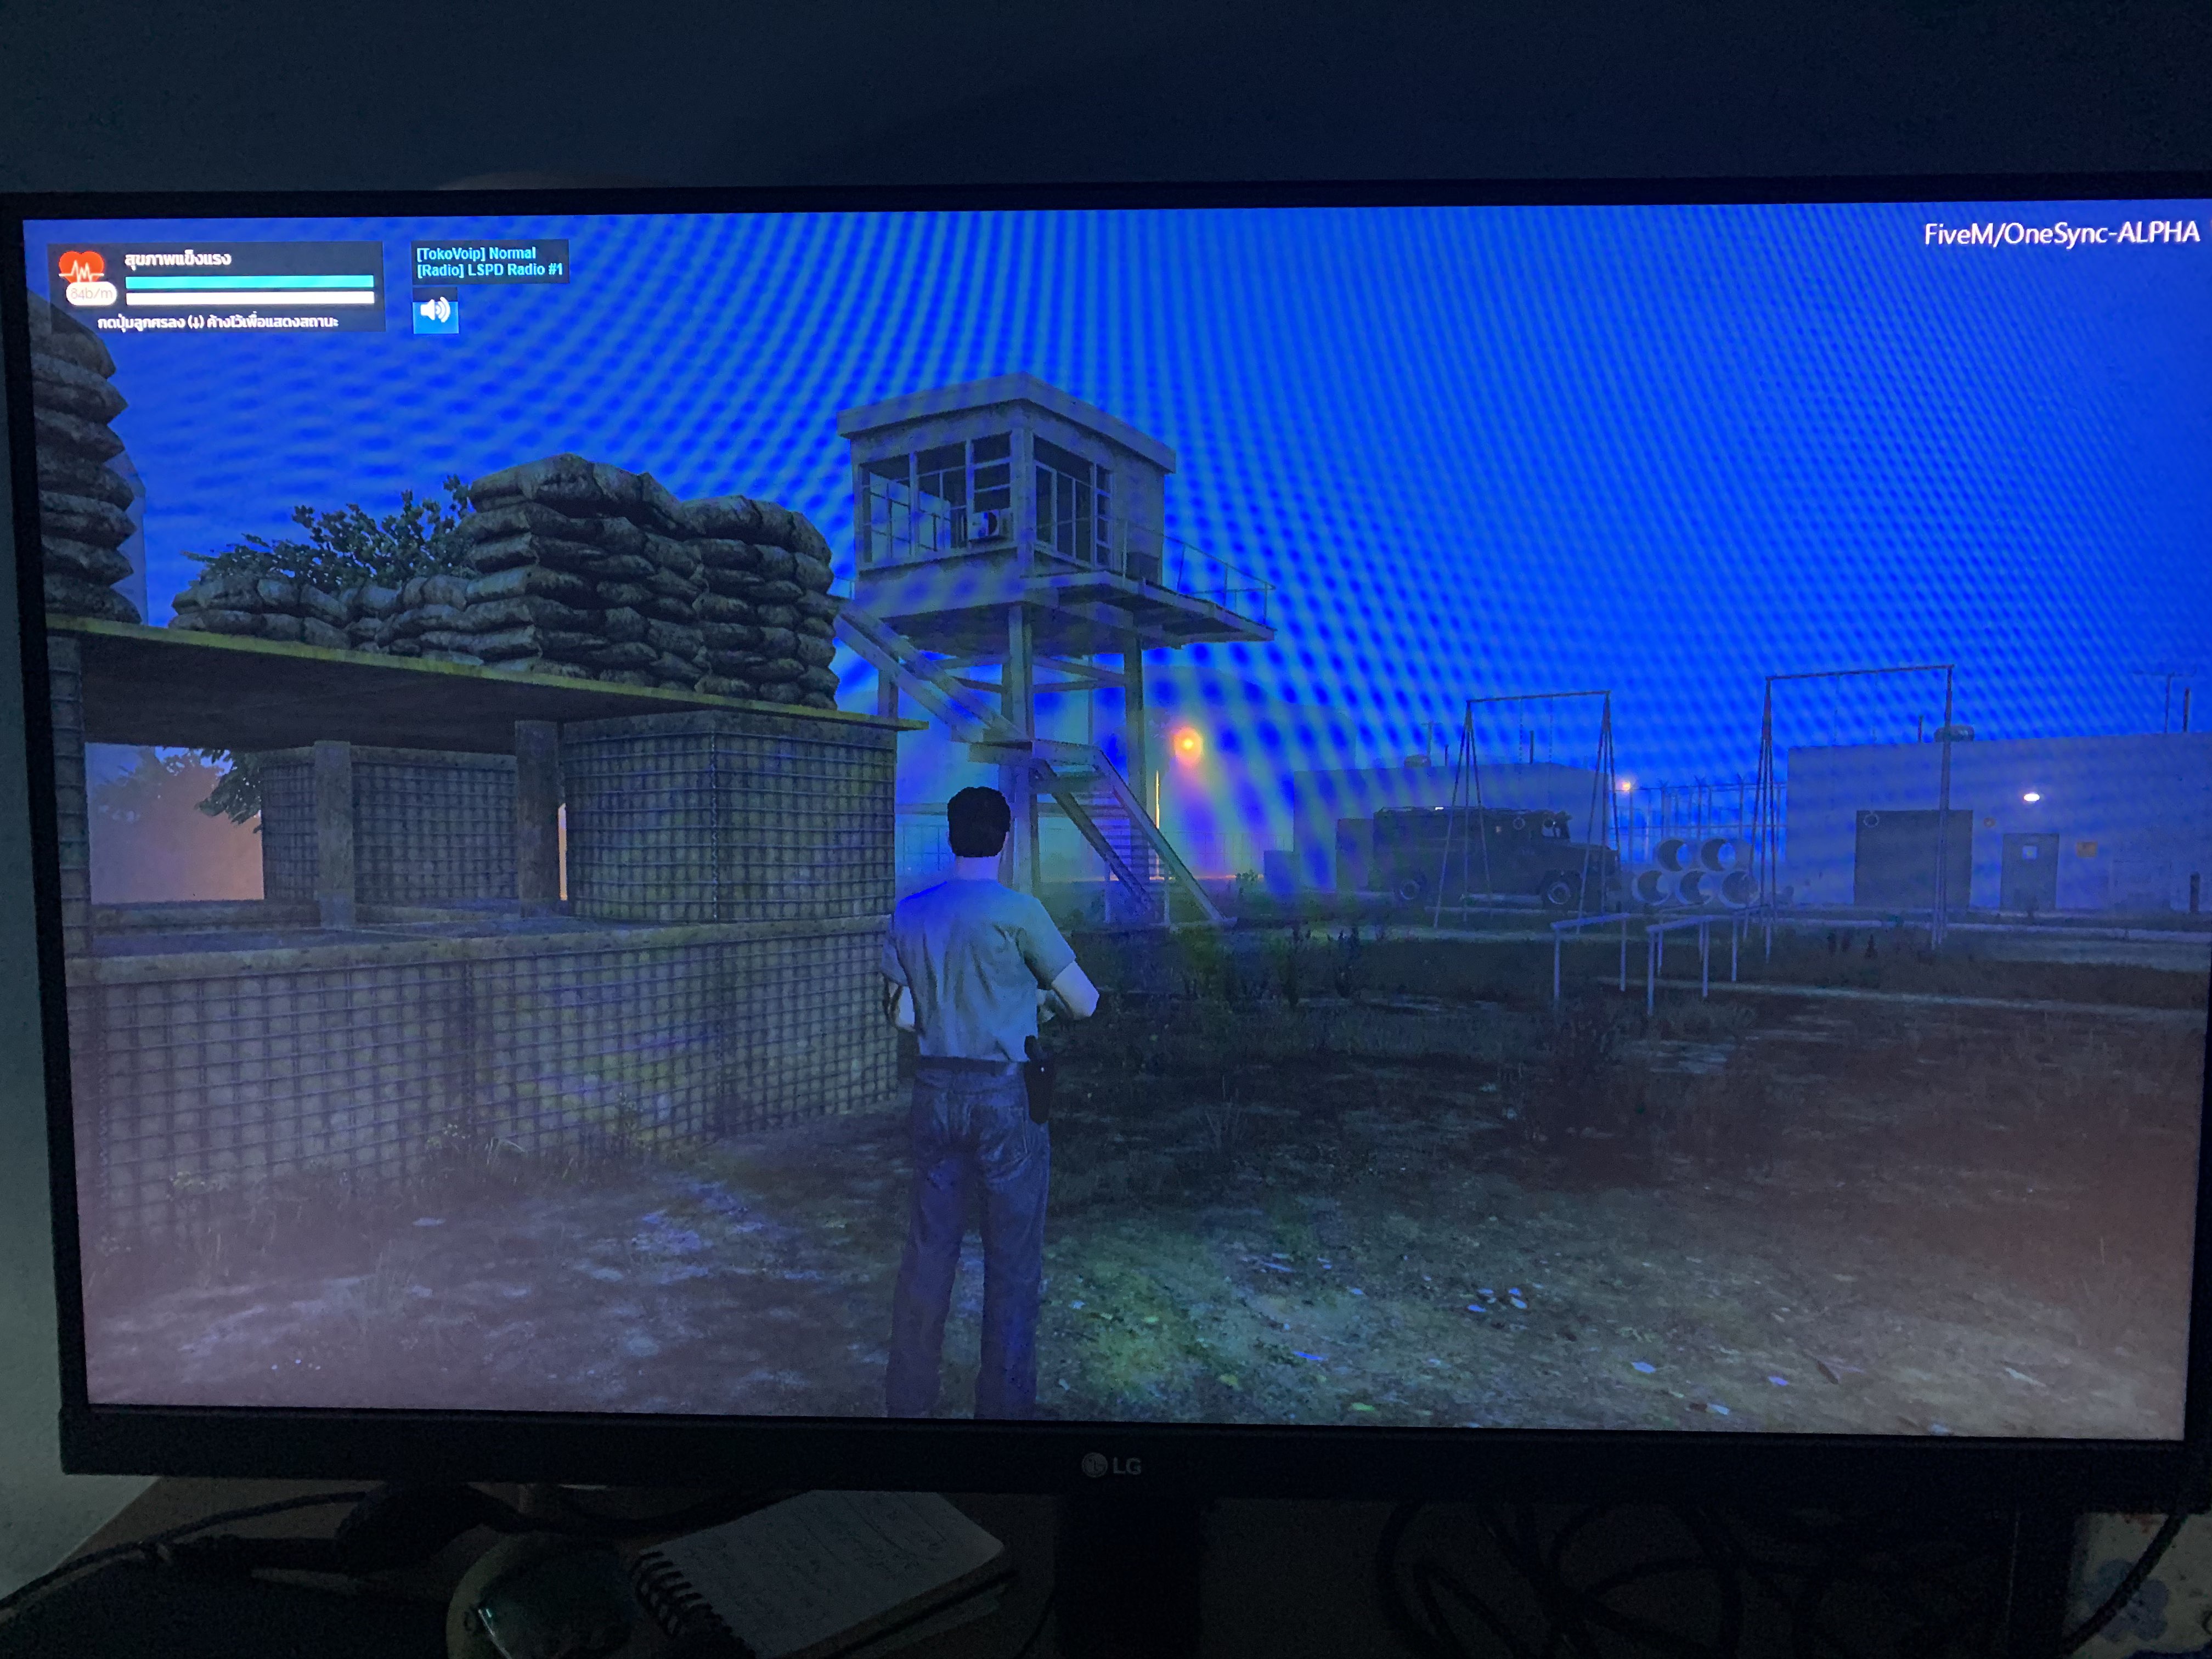 สุขภาพแข็งแรง
84b/m
กดปุ่มลูกศรลง (↓) ค้างไว้เพื่อแสดงสถานะ
[TokoVoip] Normal
[Radio] LSPD Radio #1
FiveM/OneSync-ALPHA
LG